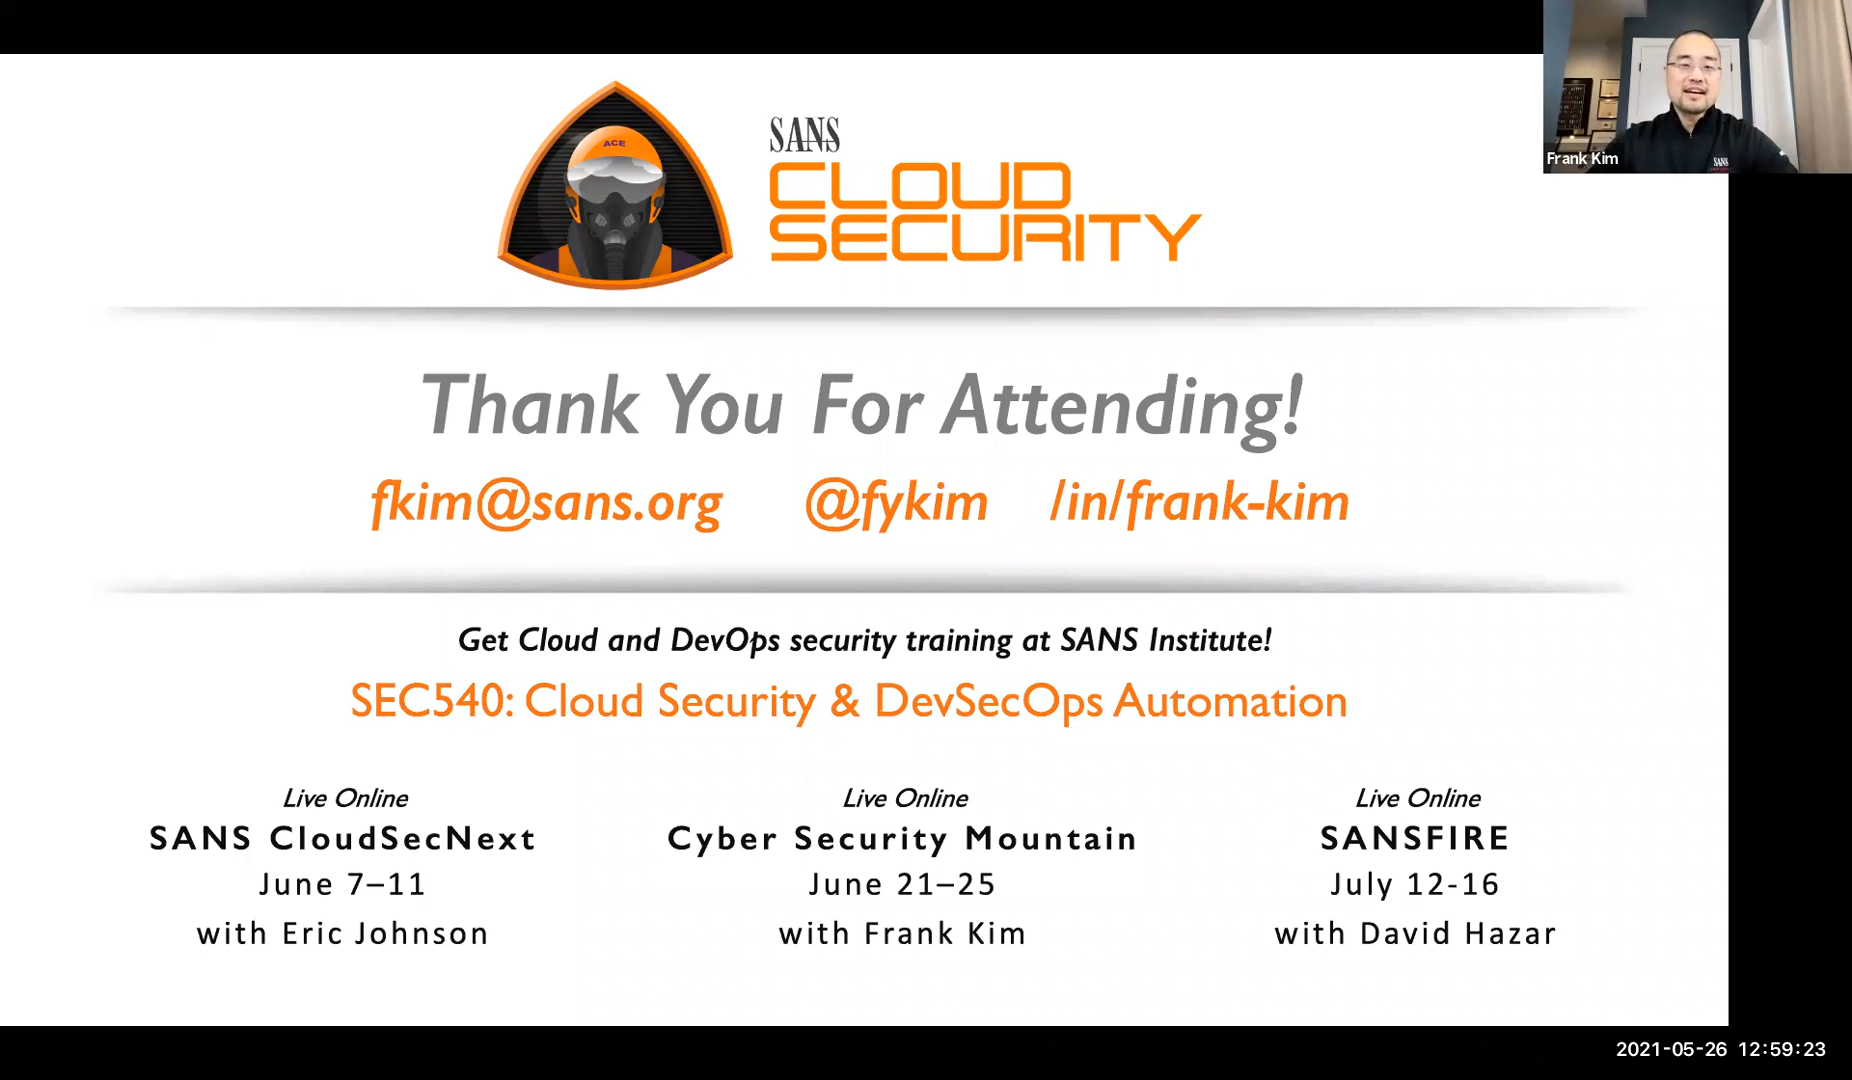 Frank Kim
SANS
ACE
SANS
CLOUD
SECURITY
Thank You For Attending!
fkim@sans.org @fykim /in/frank-kim
Get Cloud and DevOps security training at SANS Institute!
SEC540: Cloud Security & DevSecOps Automation
Live Online
SANS CloudSecNext
June 7–11
with Eric Johnson
Live Online
Cyber Security Mountain
June 21–25
with Frank Kim
Live Online
SANSFIRE
July 12-16
with David Hazar
2021-05-26 12:59:23